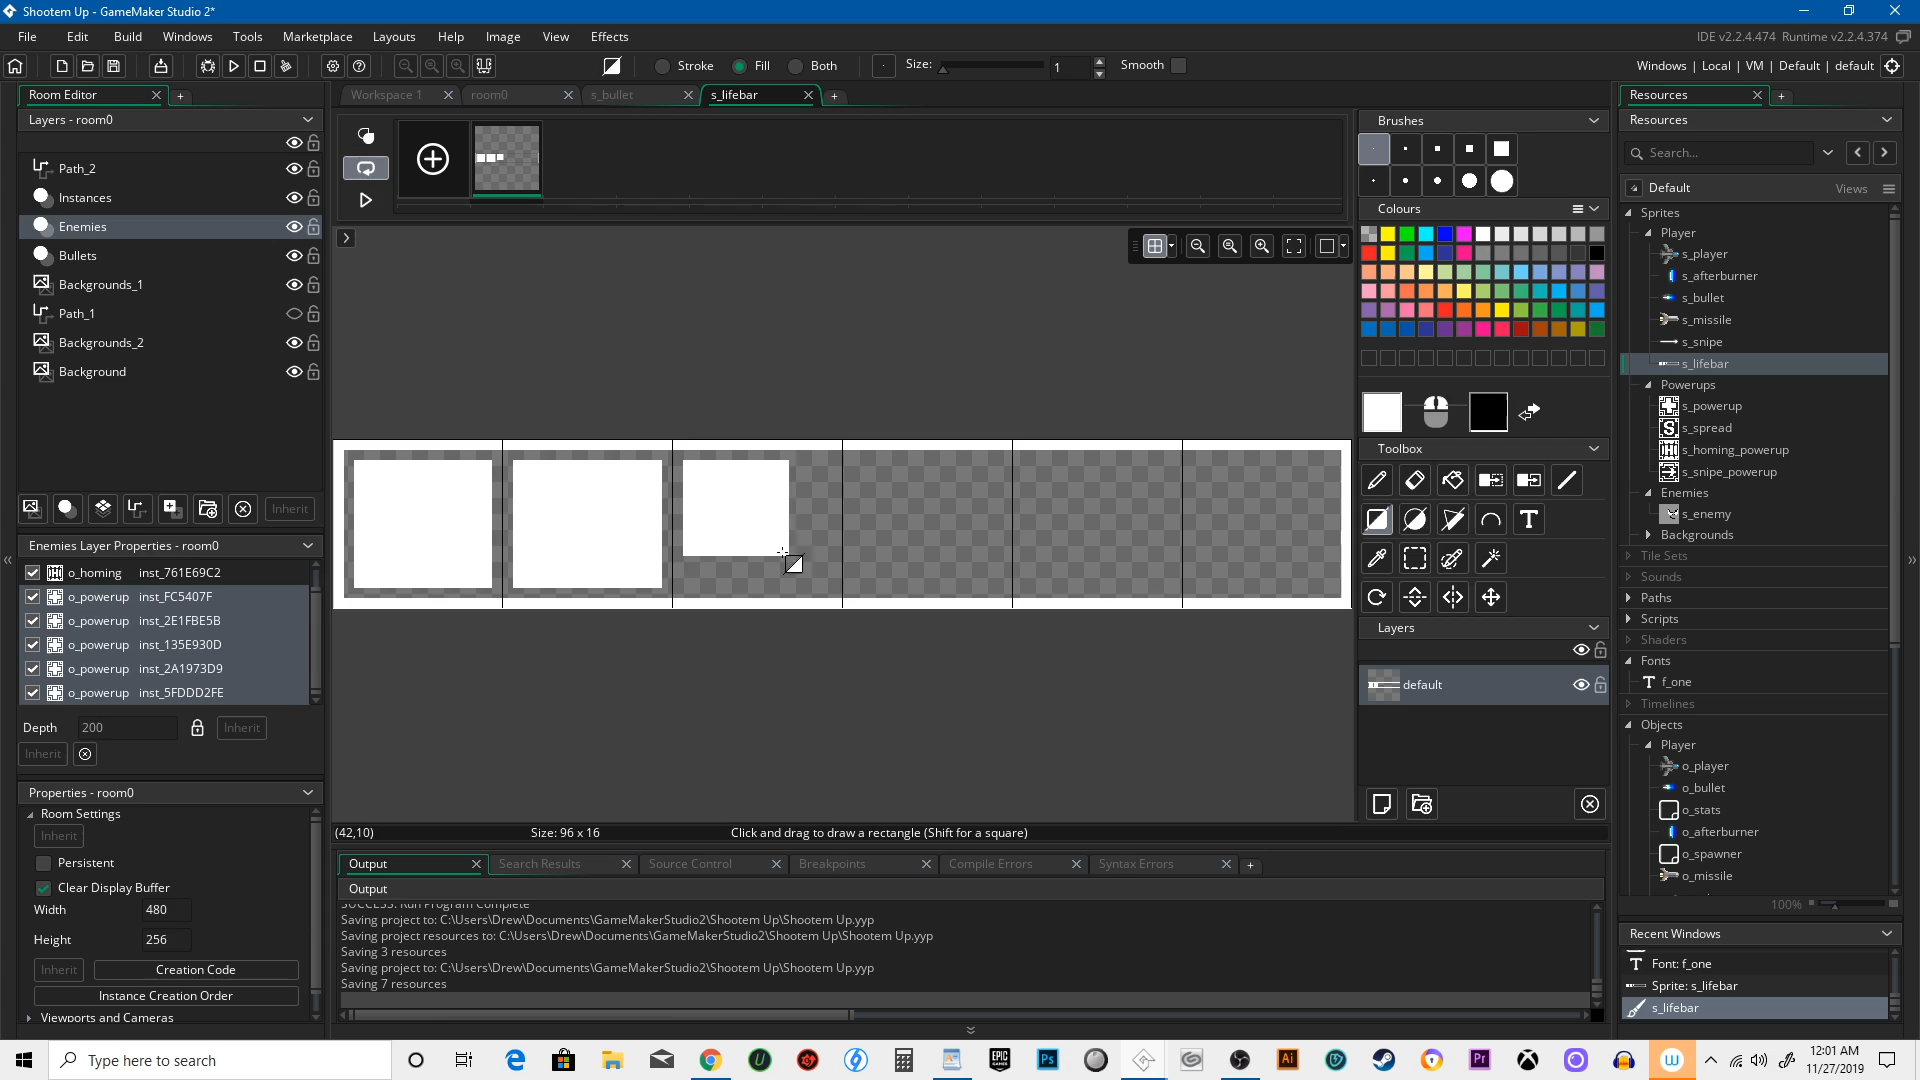 Shootem Up - GameMaker Studio 2*
File Edit Build Windows Tools Marketplace Layouts Help Image View Effects
IDE v2.2.4.474 Runtime v2.2.4.374
Stroke Fill Both Size: 1 Smooth
Windows | Local | VM | Default | default
Room Editor
Workspace 1 room0 s_bullet s_lifebar
Resources
Layers - room0
Path_2
Instances
Enemies
Bullets
Backgrounds_1
Path_1
Backgrounds_2
Background
Inherit
Enemies Layer Properties - room0
o_homing inst_761E69C2
o_powerup inst_FC5407F
o_powerup inst_2E1FBE5B
o_powerup inst_135E930D
o_powerup inst_2A1973D9
o_powerup inst_5FDDD2FE
Depth 200 Inherit
Inherit
Properties - room0
Room Settings
Inherit
Persistent
Clear Display Buffer
Width 480
Height 256
Inherit Creation Code
Instance Creation Order
Viewports and Cameras
(42,10) Size: 96 x 16 Click and drag to draw a rectangle (Shift for a square)
Output Search Results Source Control Breakpoints Compile Errors Syntax Errors
Output
SUCCESS: Run Program Complete
Saving project to: C:\Users\Drew\Documents\GameMakerStudio2\Shootem Up\Shootem Up.yyp
Saving project resources to: C:\Users\Drew\Documents\GameMakerStudio2\Shootem Up\Shootem Up.yyp
Saving 3 resources
Saving project to: C:\Users\Drew\Documents\GameMakerStudio2\Shootem Up\Shootem Up.yyp
Saving 7 resources
Brushes
Colours
Toolbox
T
Layers
default
Resources
Search...
Default Views
Sprites
Player
s_player
s_afterburner
s_bullet
s_missile
s_snipe
s_lifebar
Powerups
s_powerup
S s_spread
s_homing_powerup
s_snipe_powerup
Enemies
s_enemy
Backgrounds
Tile Sets
Sounds
Paths
Scripts
Shaders
Fonts
T f_one
Timelines
Objects
Player
o_player
o_bullet
o_stats
o_afterburner
o_spawner
o_missile
100%
Recent Windows
T Font: f_one
Sprite: s_lifebar
s_lifebar
Type here to search
EPIC GAMES
Ps
Ai
Pr
12:01 AM
11/27/2019